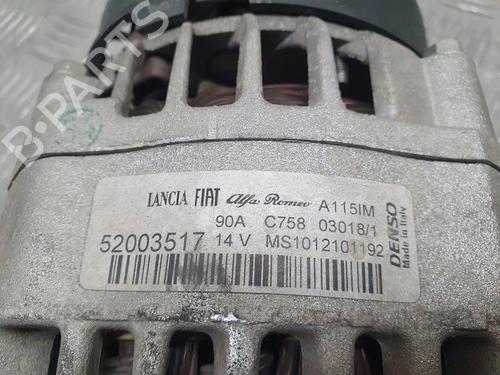 B-PARTS
LANCIA FIAT Alfa Romeo A115IM
90A C758 03018/1
52003517 14 V MS1012101192
DENSO
Made in Italy